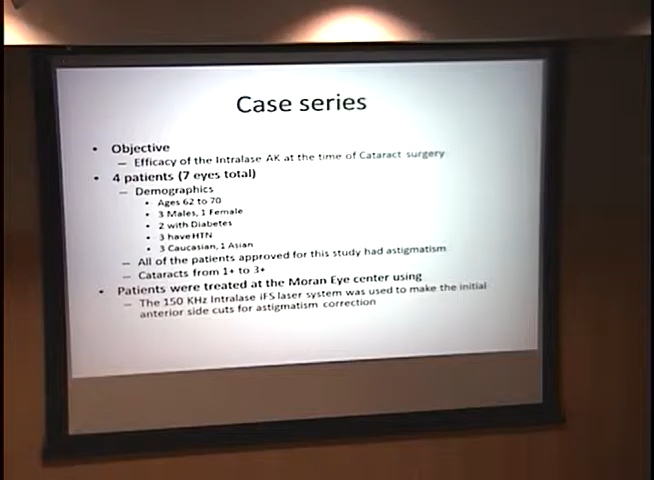 Case series
• Objective
– Efficacy of the Intralase AK at the time of Cataract surgery
• 4 patients (7 eyes total)
– Demographics
• Ages 62 to 70
• 3 Males, 1 Female
• 2 with Diabetes
• 3 have HTN
• 3 Caucasian, 1 Asian
– All of the patients approved for this study had astigmatism
– Cataracts from 1+ to 3+
• Patients were treated at the Moran Eye center using
– The 150 KHz Intralase iFS laser system was used to make the initial
anterior side cuts for astigmatism correction